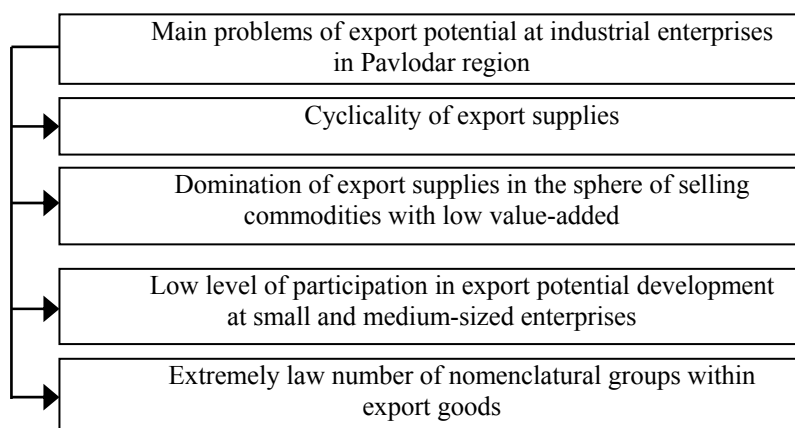 Main problems of export potential at industrial enterprises
in Pavlodar region
Cyclicality of export supplies
Domination of export supplies in the sphere of selling
commodities with low value-added
Low level of participation in export potential development
at small and medium-sized enterprises
Extremely law number of nomenclatural groups within
export goods